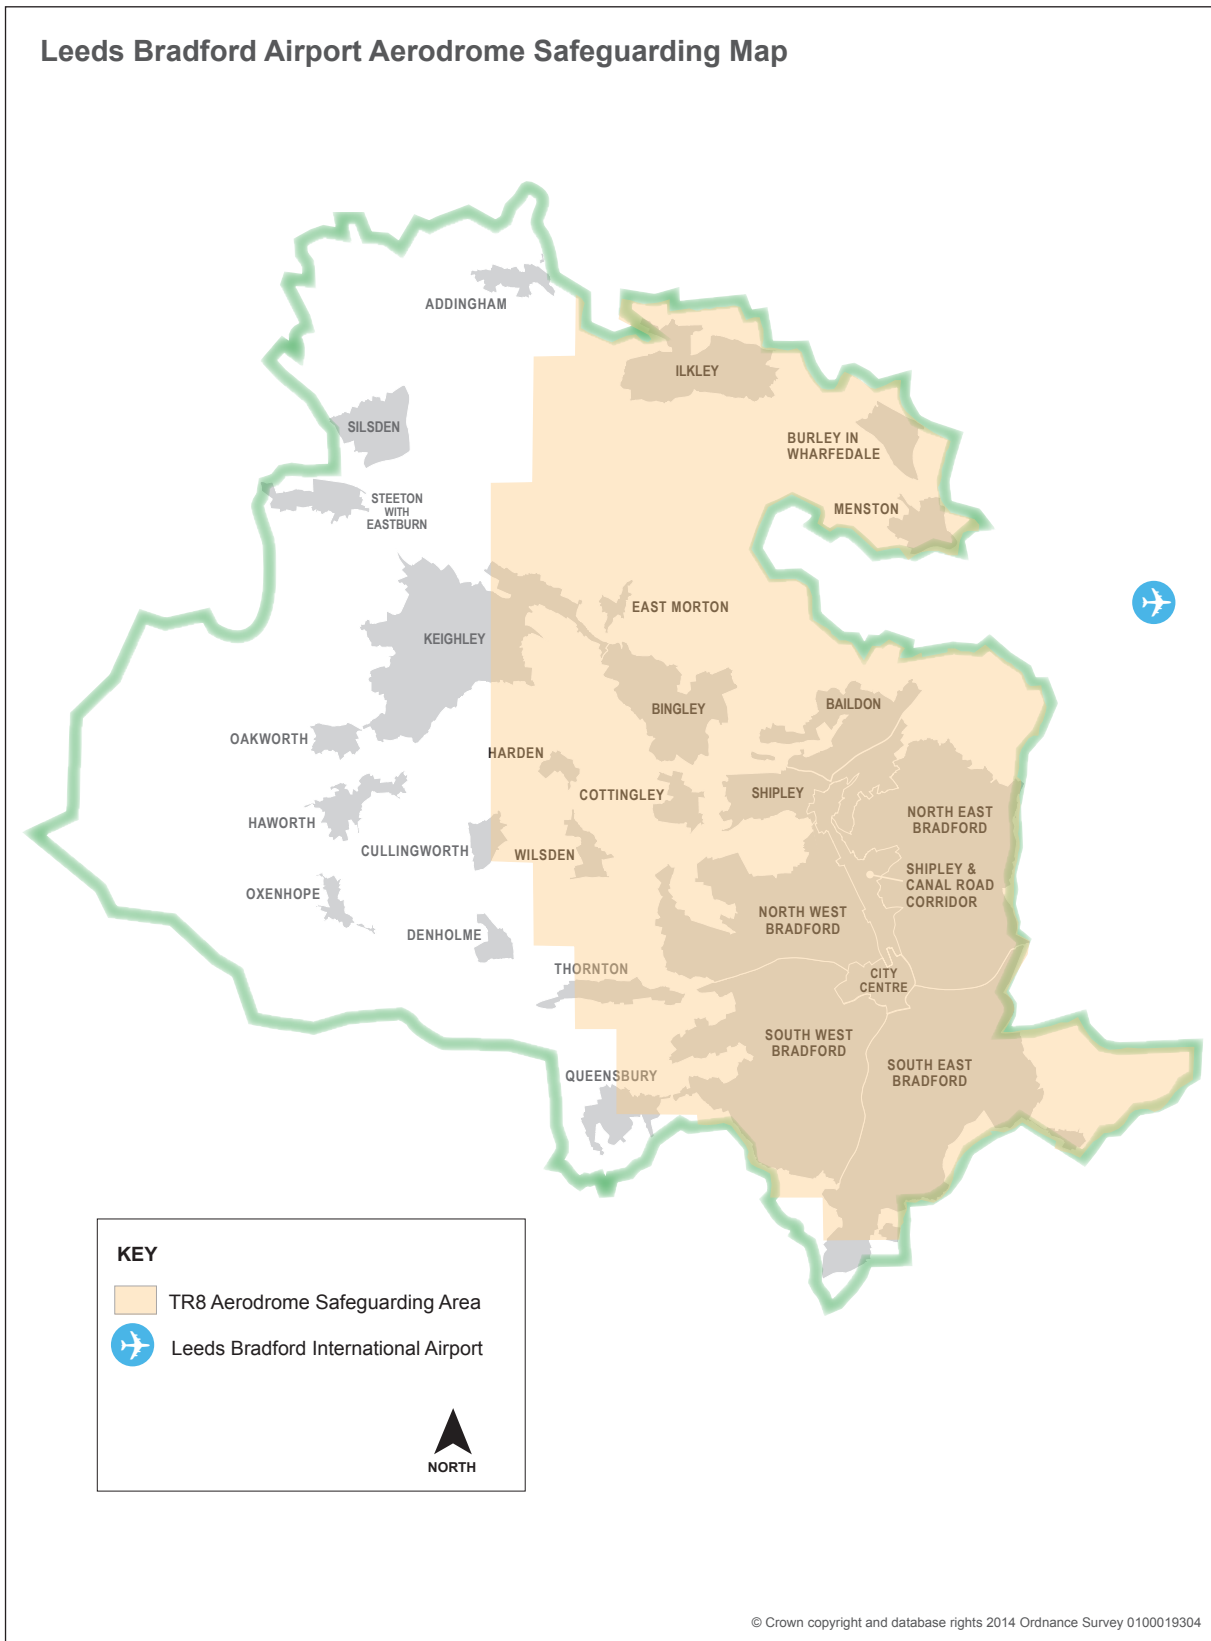 Leeds Bradford Airport Aerodrome Safeguarding Map
ADDINGHAM
ILKLEY
SILSDEN
BURLEY IN
WHARFEDALE
STEETON
WITH
EASTBURN
MENSTON
EAST MORTON
KEIGHLEY
BINGLEY
BAILDON
OAKWORTH
HARDEN
COTTINGLEY
SHIPLEY
HAWORTH
NORTH EAST
BRADFORD
CULLINGWORTH
WILSDEN
SHIPLEY &
CANAL ROAD
CORRIDOR
OXENHOPE
NORTH WEST
BRADFORD
DENHOLME
THORNTON
CITY
CENTRE
SOUTH WEST
BRADFORD
SOUTH EAST
BRADFORD
QUEENSBURY
KEY
TR8 Aerodrome Safeguarding Area
Leeds Bradford International Airport
NORTH
© Crown copyright and database rights 2014 Ordnance Survey 0100019304